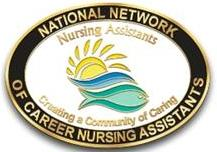 NATIONAL NETWORK
Nursing Assistants
Creating a Community of Caring
OF CAREER NURSING ASSISTANTS